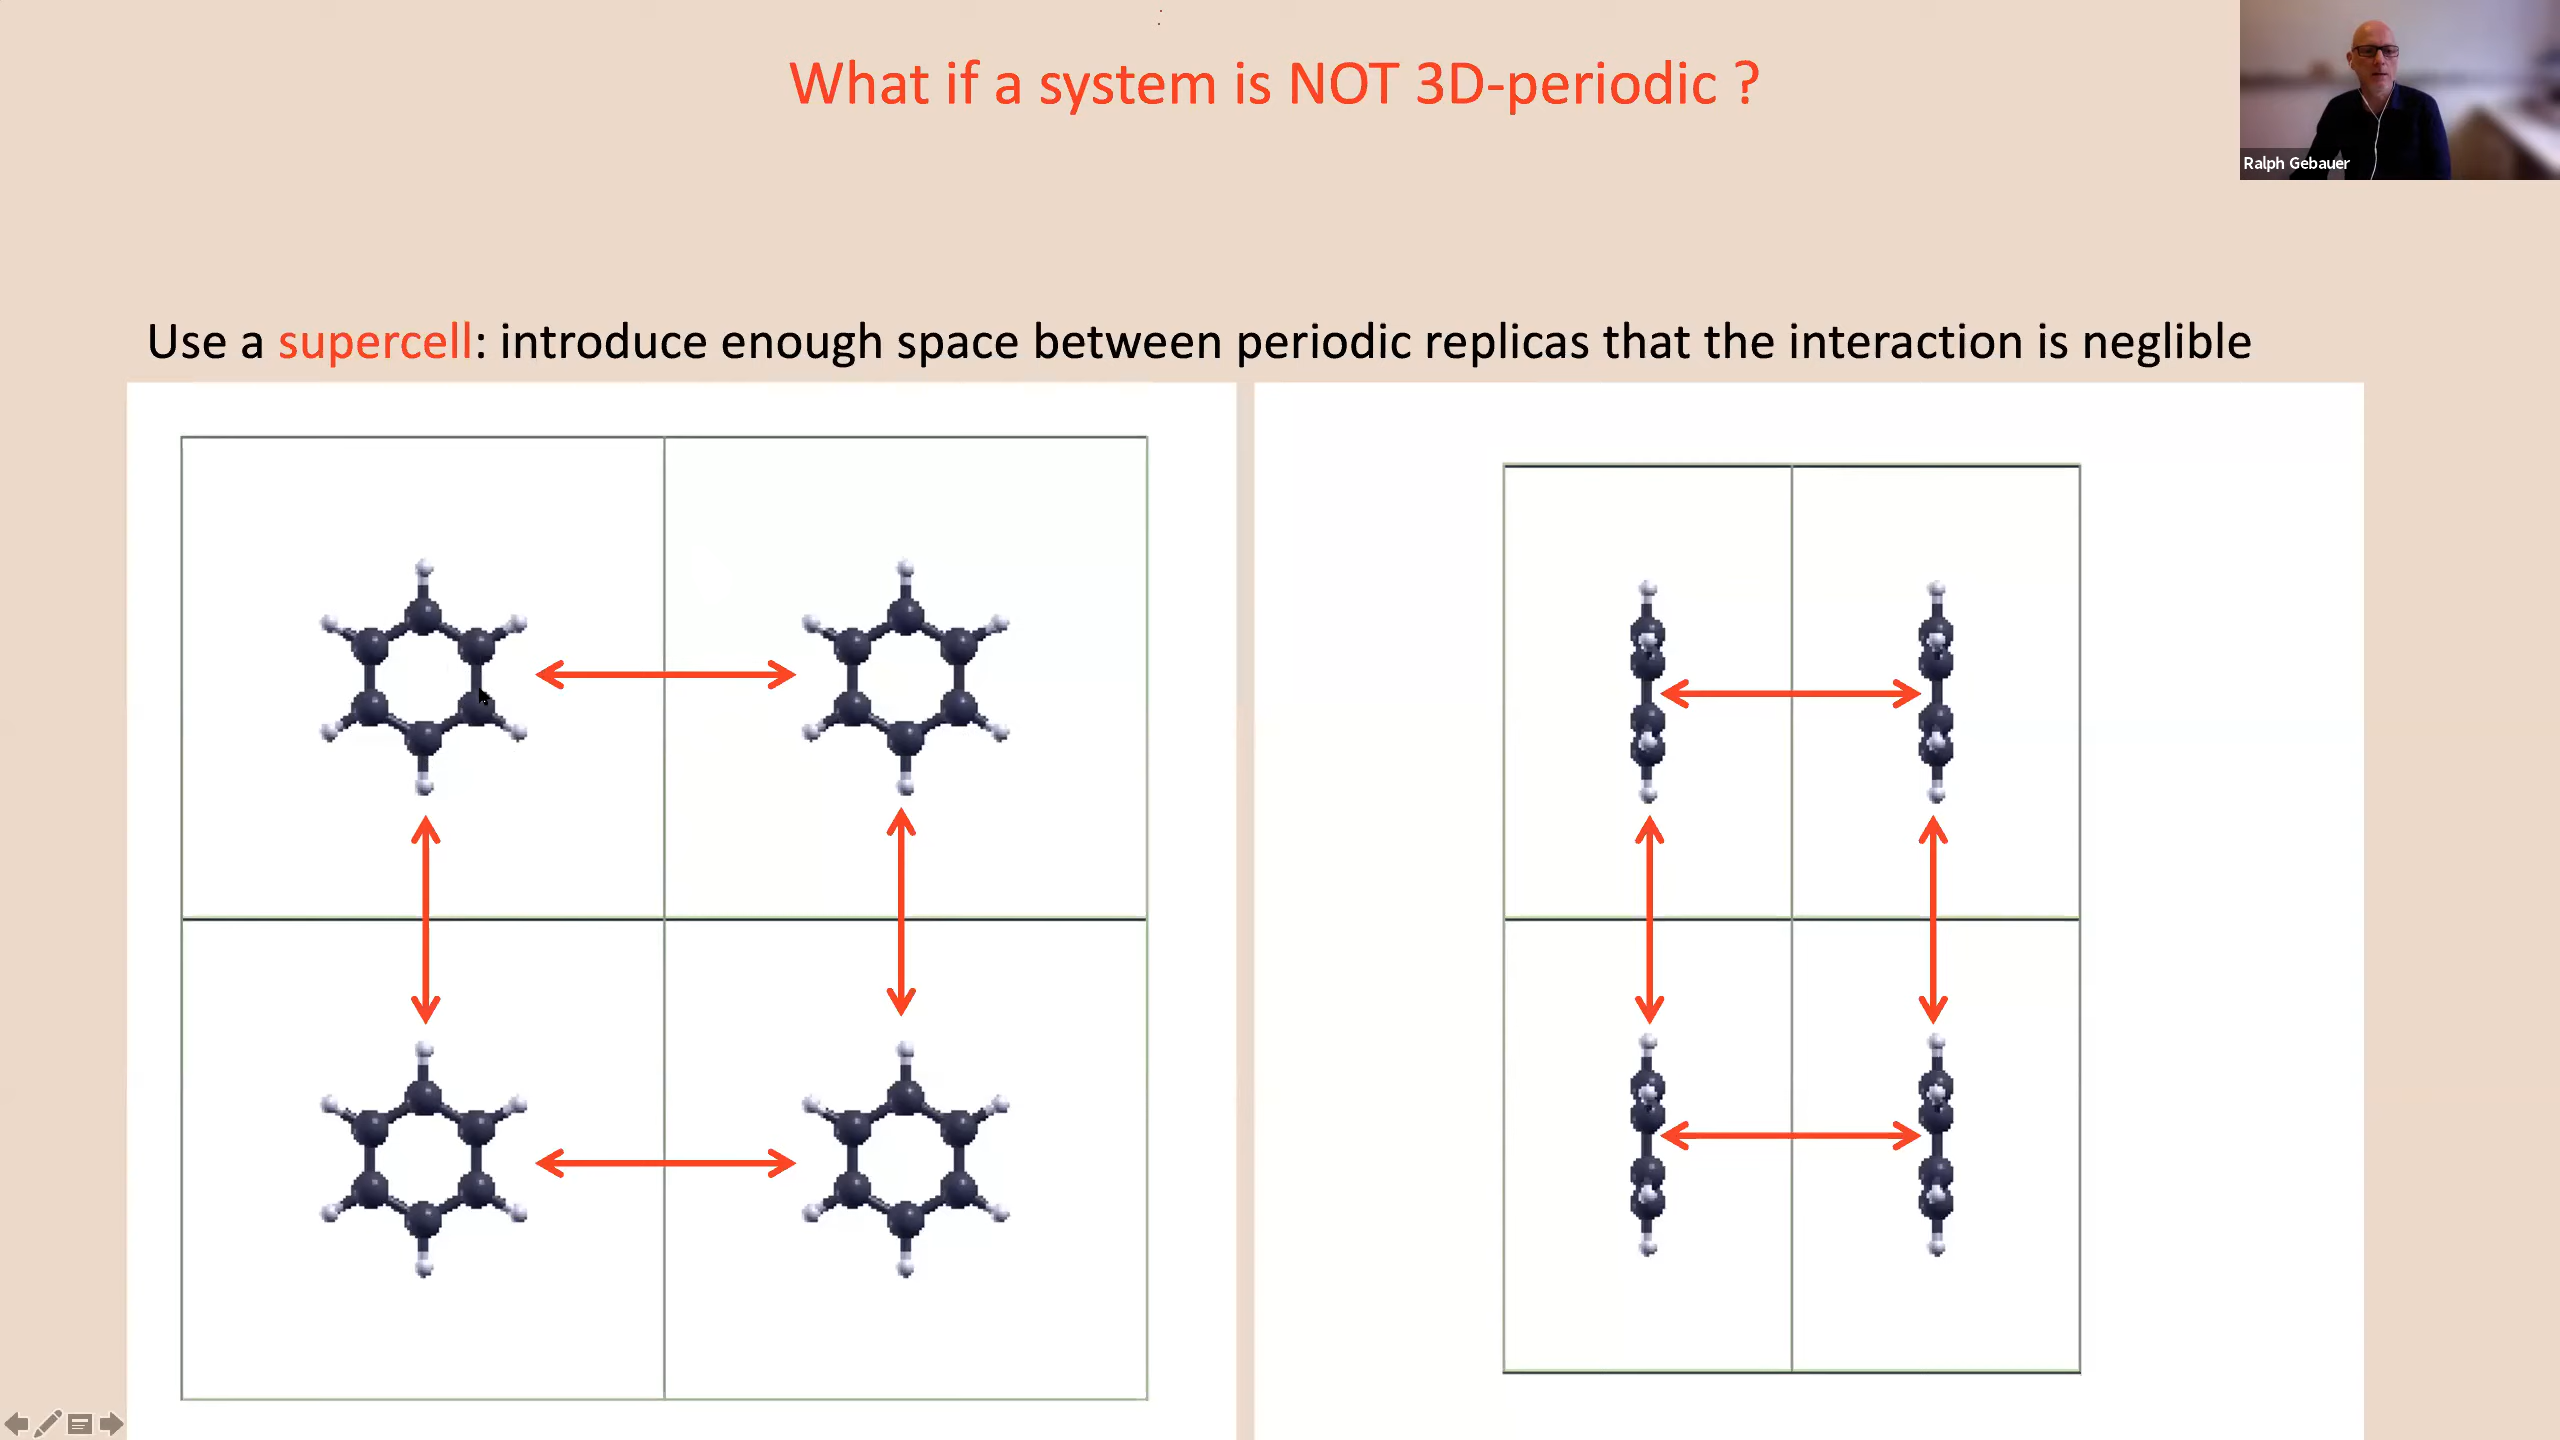 What if a system is NOT 3D-periodic ?
Ralph Gebauer
Use a supercell: introduce enough space between periodic replicas that the interaction is neglible